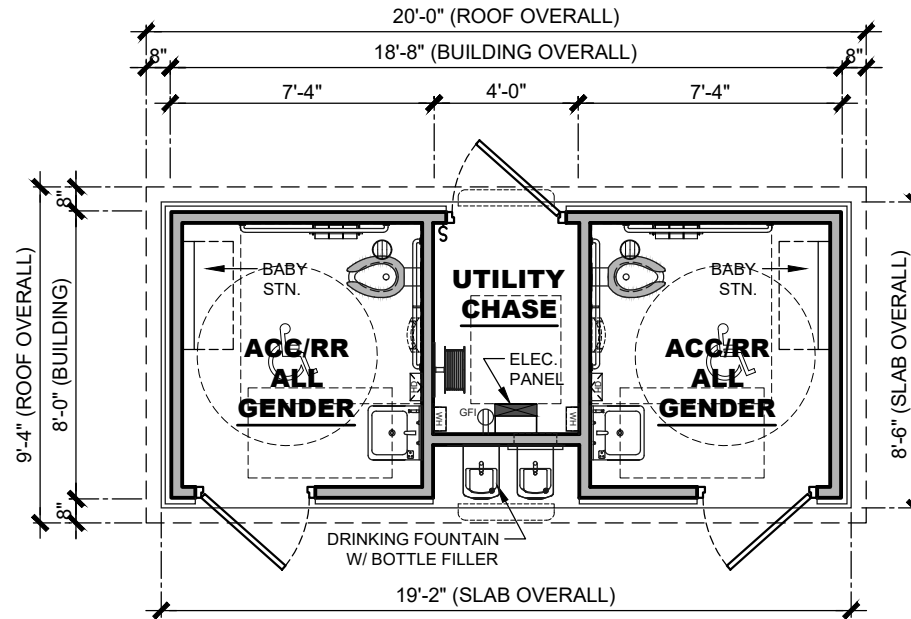 20'-0" (ROOF OVERALL)
8"
18'-8" (BUILDING OVERALL)
8"
7'-4"
4'-0"
7'-4"
9'-4" (ROOF OVERALL)
8"
8'-0" (BUILDING)
8"
8'-6" (SLAB OVERALL)
BABY
STN.
UTILITY
CHASE
BABY
STN.
ACC/RR
ALL
GENDER
ELEC.
PANEL
ACC/RR
ALL
GENDER
HD
HD
GFI
WH
WH
S
DRINKING FOUNTAIN
W/ BOTTLE FILLER
19'-2" (SLAB OVERALL)